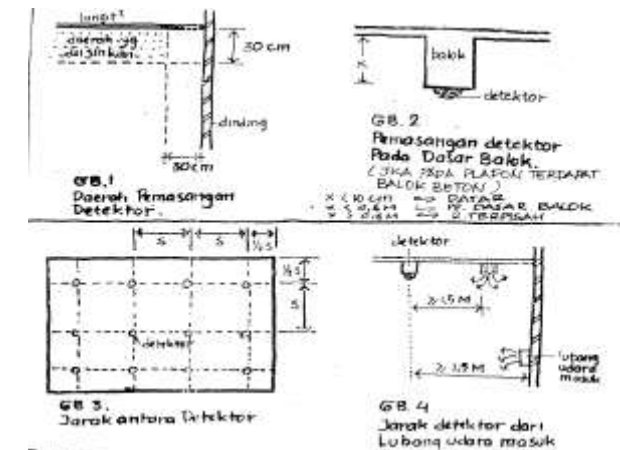 langit²
daerah yg
diizinkan
30 cm
dinding
30cm
GB.1
Daerah Pemasangan
Detektor.
x
balok
detektor
GB.2
Pemasangan detektor
Pada Dasar Balok.
(JIKA PADA PLAFON TERDAPAT
BALOK BETON)
x < 10 cm => DATAR
DASAR BALOK
R. TERPISAH
s s ½ s
½ s
s
detektor
GB 3.
Jarak antara Detektor
detektor
≥ 1,5 M
≥ 1,5 M
lubang
udara
masuk
GB.4
Jarak detektor dari
Lubang udara masuk